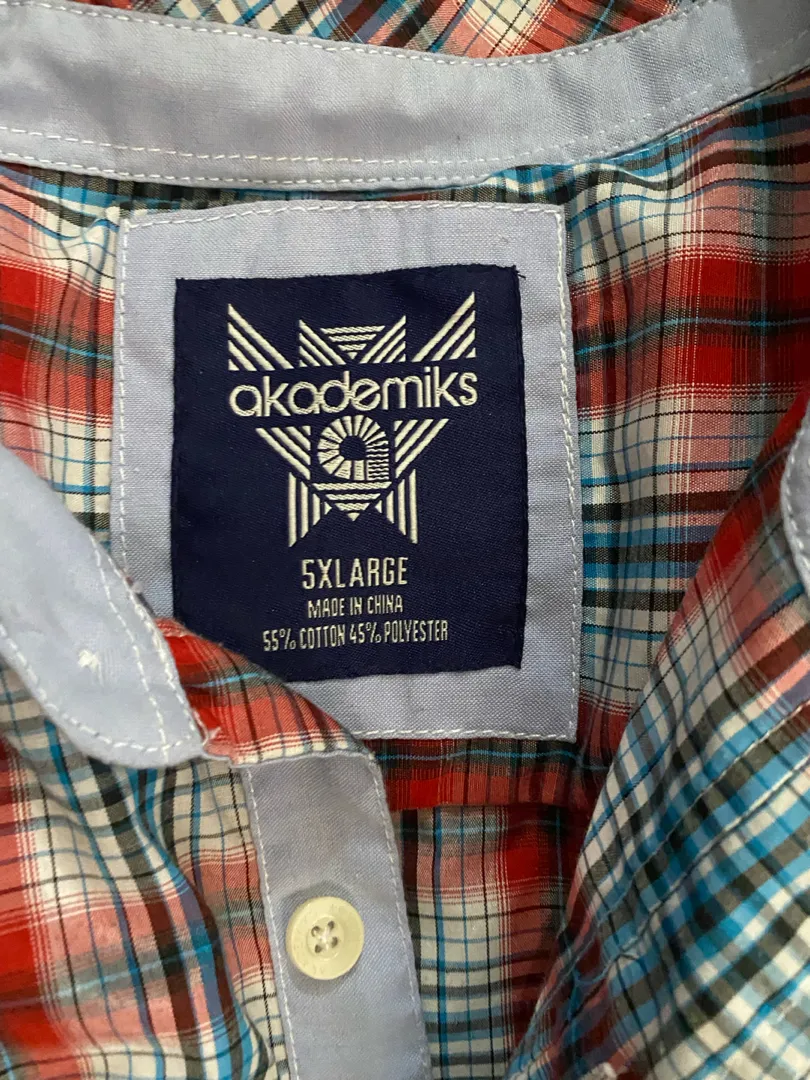 akademiks
5XLARGE
MADE IN CHINA
55% COTTON 45% POLYESTER